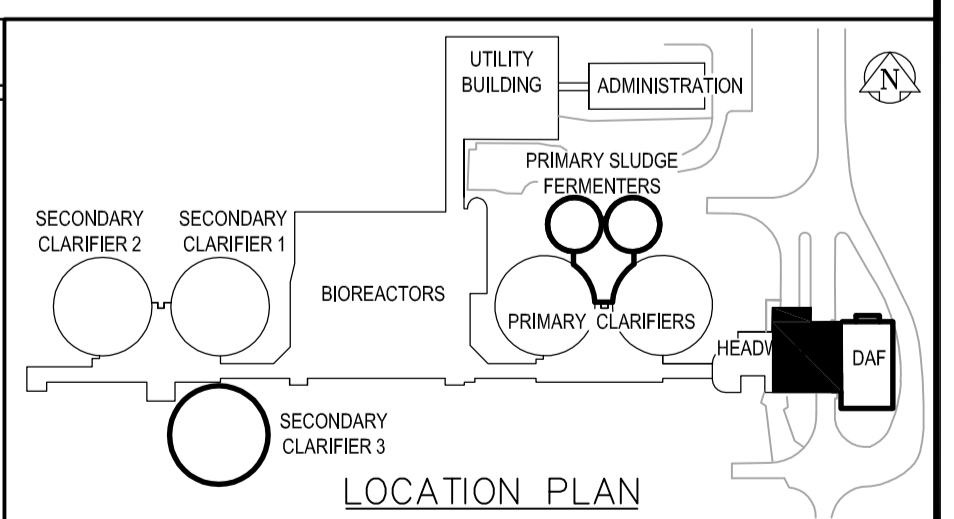 UTILITY
BUILDING
ADMINISTRATION
N
PRIMARY SLUDGE
FERMENTERS
SECONDARY
CLARIFIER 2
SECONDARY
CLARIFIER 1
BIOREACTORS
PRIMARY CLARIFIERS
DAF
SECONDARY
CLARIFIER 3
LOCATION PLAN